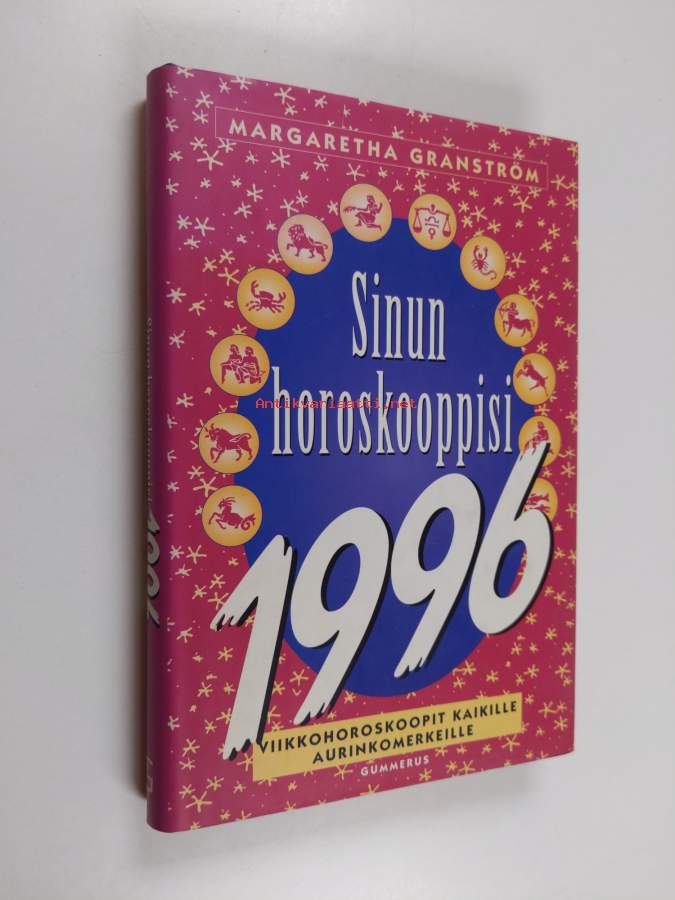 MARGARETHA GRANSTRÖM
Sinun
horoskooppisi
Antikvariaatti.net
1996
VIIKKOHOROSKOOPIT KAIKILLE
AURINKOMERKEILLE
GUMMERUS